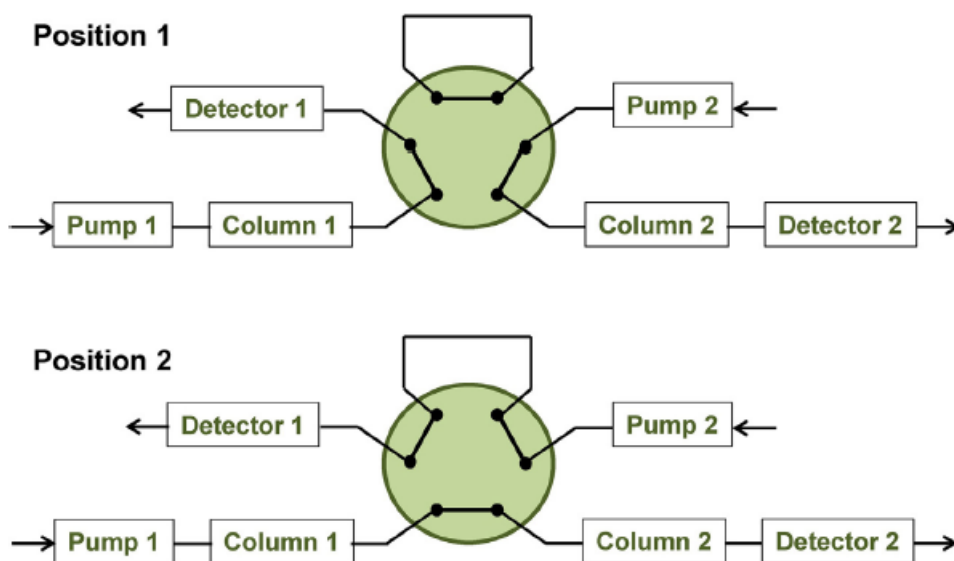 Position 1
Detector 1
Pump 2
Pump 1
Column 1
Column 2
Detector 2
Position 2
Detector 1
Pump 2
Pump 1
Column 1
Column 2
Detector 2